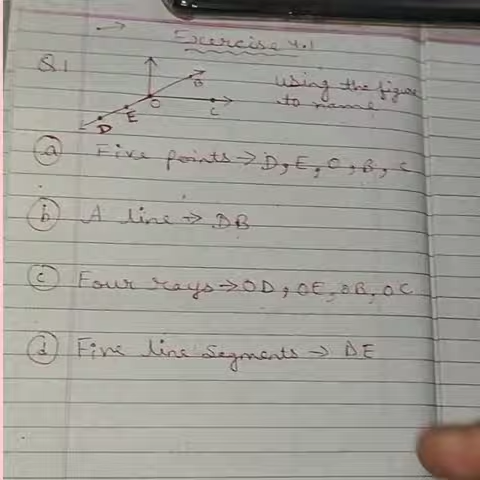 Exercise 4.1
Q.1
Using the figure
to name
B
O
C
E
D
(a) Five points → D, E, O, B, C
(b) A line → DB
(c) Four rays → OD, OE, OB, OC
(d) Five line segments → DE